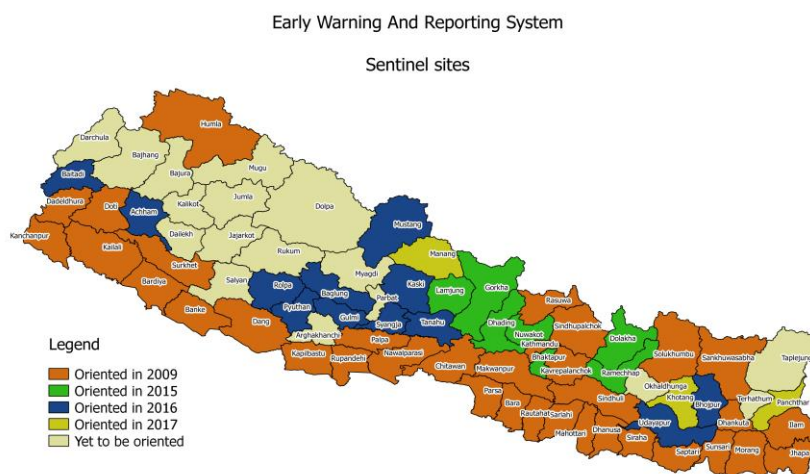 Early Warning And Reporting System
Sentinel sites
Humla
Darchula
Bajhang
Mugu
Bajura
Baitadi
Dadeldhura
Doti
Achham
Kalikot
Jumla
Dolpa
Mustang
Kanchanpur
Kailali
Dailekh
Jajarkot
Rukum
Manang
Surkhet
Myagdi
Bardiya
Salyan
Rolpa
Baglung
Kaski
Lamjung
Gorkha
Parbat
Banke
Pyuthan
Gulmi
Syangja
Tanahu
Dhading
Rasuwa
Nuwakot
Sindhupalchok
Dolakha
Dang
Arghakhanchi
Palpa
Kathmandu
Bhaktapur
Kapilbastu
Rupandehi
Nawalparasi
Chitawan
Makwanpur
Kavrepalanchok
Ramechhap
Solukhumbu
Sankhuwasabha
Taplejung
Okhaldhunga
Khotang
Bhojpur
Terhathum
Panchthar
Parsa
Bara
Rautahat
Sarlahi
Sindhuli
Udayapur
Dhankuta
Ilam
Mahottari
Dhanusa
Siraha
Saptari
Sunsari
Morang
Jhapa
Legend
Oriented in 2009
Oriented in 2015
Oriented in 2016
Oriented in 2017
Yet to be oriented